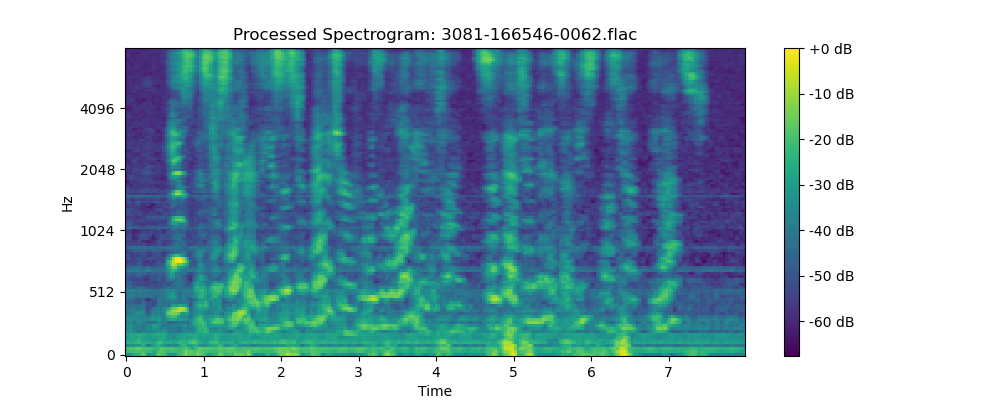 Processed Spectrogram: 3081-166546-0062.flac
+0 dB
-10 dB
-20 dB
-30 dB
-40 dB
-50 dB
-60 dB
Hz
4096
2048
1024
512
0
0 1 2 3 4 5 6 7
Time